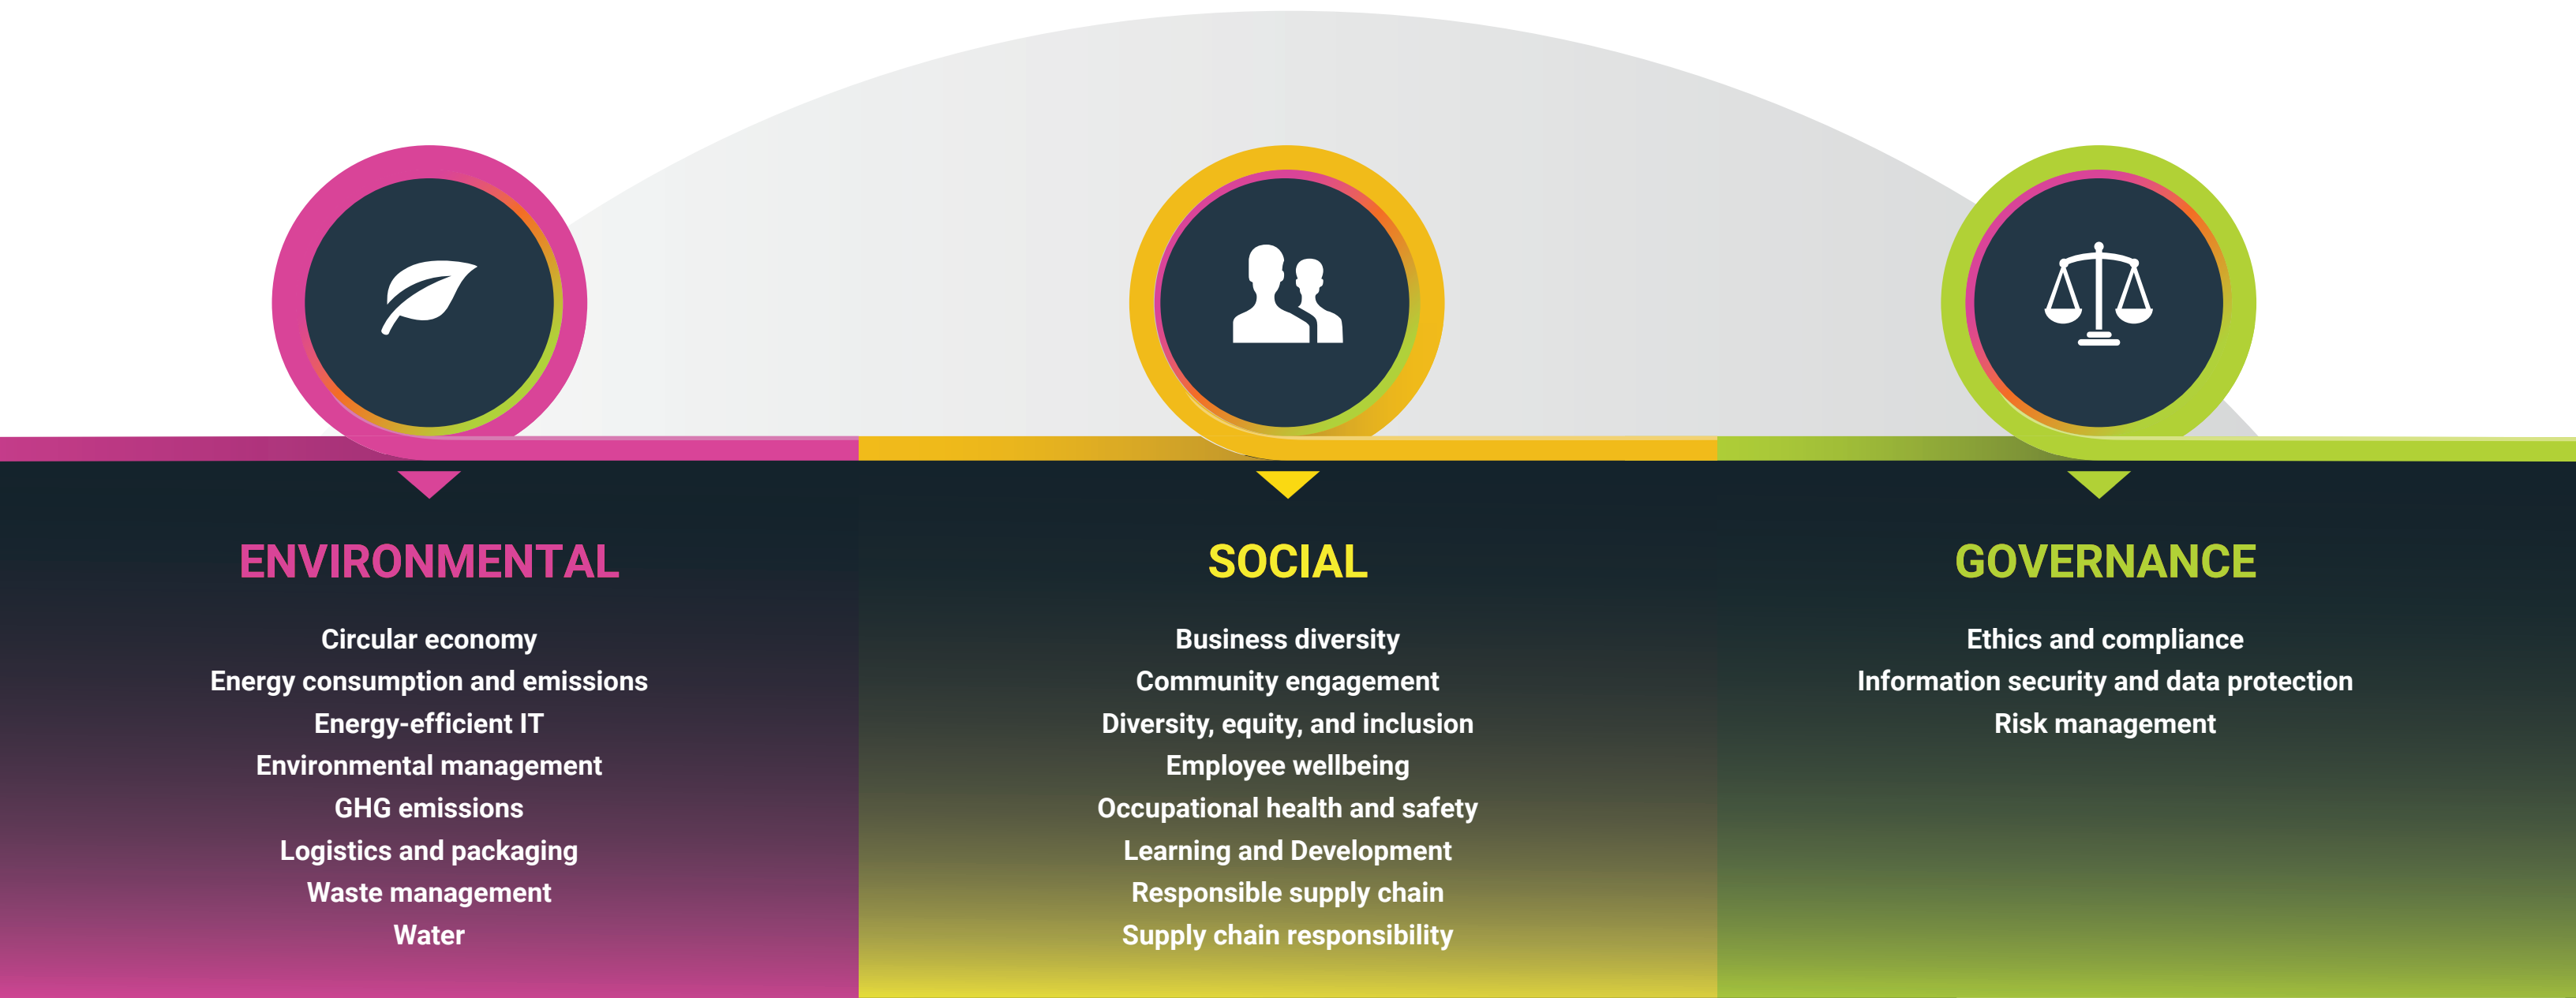 ENVIRONMENTAL
Circular economy
Energy consumption and emissions
Energy-efficient IT
Environmental management
GHG emissions
Logistics and packaging
Waste management
Water
SOCIAL
Business diversity
Community engagement
Diversity, equity, and inclusion
Employee wellbeing
Occupational health and safety
Learning and Development
Responsible supply chain
Supply chain responsibility
GOVERNANCE
Ethics and compliance
Information security and data protection
Risk management